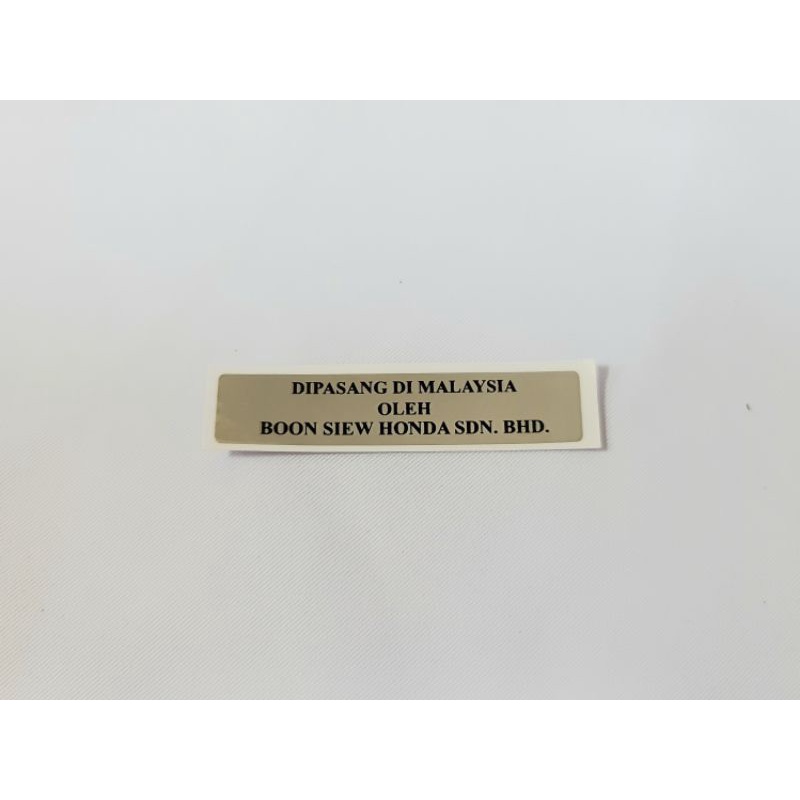 DIPASANG DI MALAYSIA
OLEH
BOON SIEW HONDA SDN. BHD.